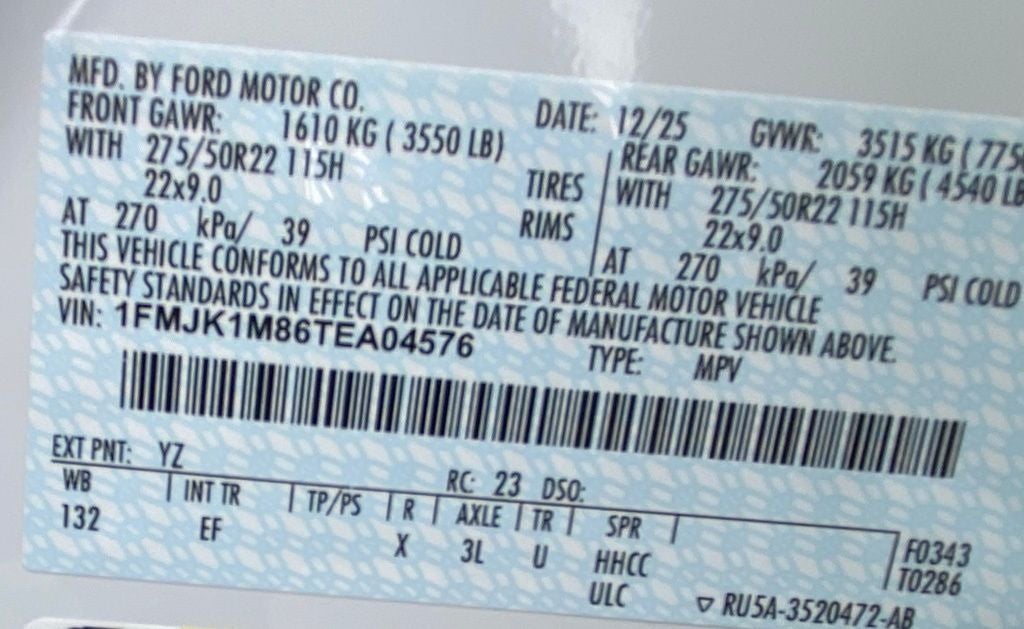 MFD. BY FORD MOTOR CO.
DATE: 12/25 GVWR: 3515 KG ( 775
FRONT GAWR: 1610 KG ( 3550 LB)
REAR GAWR: 2059 KG ( 4540 LB
WITH 275/50R22 115H TIRES WITH 275/50R22 115H
22x9.0 RIMS 22x9.0
AT 270 kPa/ 39 PSI COLD AT 270 kPa/ 39 PSI COLD
THIS VEHICLE CONFORMS TO ALL APPLICABLE FEDERAL MOTOR VEHICLE
SAFETY STANDARDS IN EFFECT ON THE DATE OF MANUFACTURE SHOWN ABOVE.
VIN: 1FMJK1M86TEA04576 TYPE: MPV
EXT PNT: YZ RC: 23 DSO:
WB INT TR TP/PS R AXLE TR SPR
132 EF X 3L U HHCC F0343
ULC T0286
▽ RU5A-3520472-AB